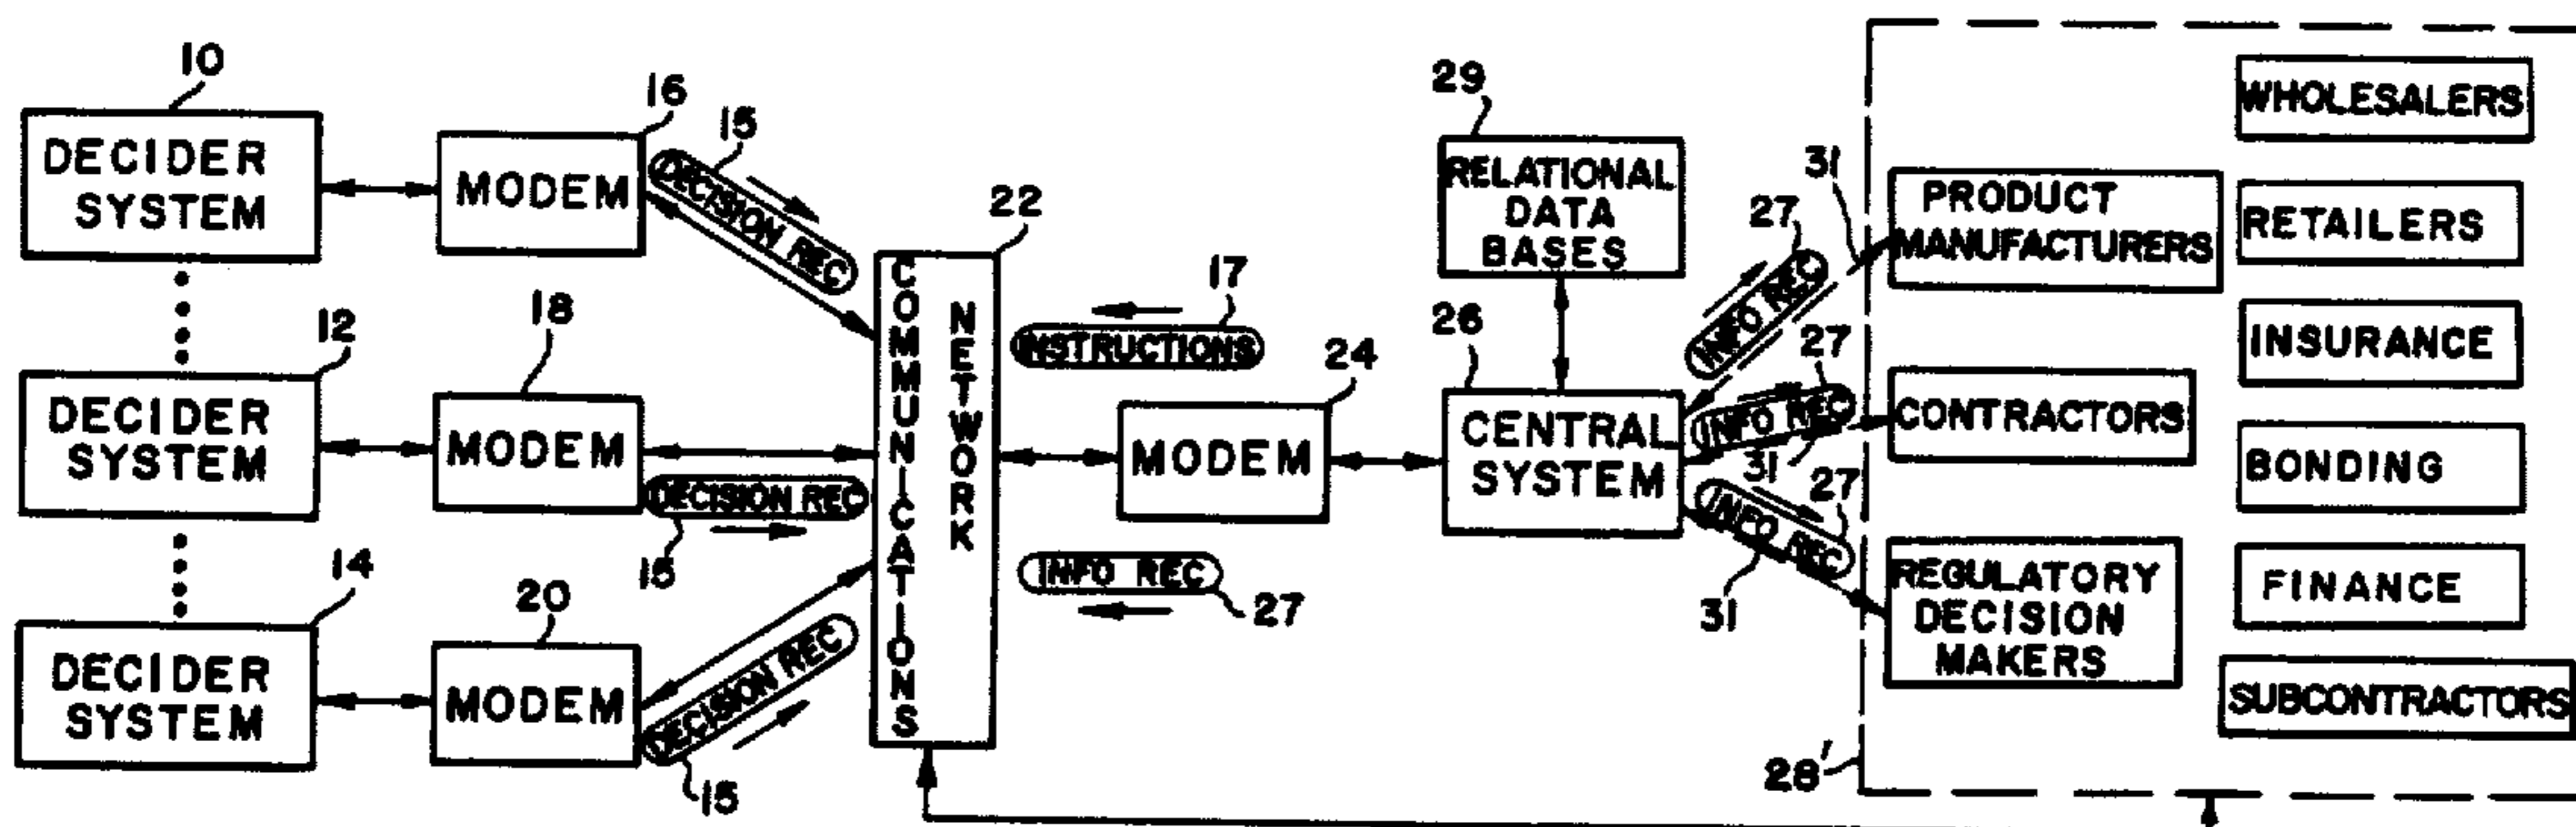 10
DECIDER
SYSTEM
16
MODEM
15
DECISION REC
12
DECIDER
SYSTEM
18
MODEM
DECISION REC
15
14
DECIDER
SYSTEM
20
MODEM
DECISION REC
15
22
COMMUNICATIONS
NETWORK
17
INSTRUCTIONS
24
MODEM
INFO REC
27
29
RELATIONAL
DATA
BASES
26
CENTRAL
SYSTEM
27
INFO REC
31
27
INFO REC
31
27
INFO REC
31
28'
PRODUCT
MANUFACTURERS
CONTRACTORS
REGULATORY
DECISION
MAKERS
WHOLESALERS
RETAILERS
INSURANCE
BONDING
FINANCE
SUBCONTRACTORS